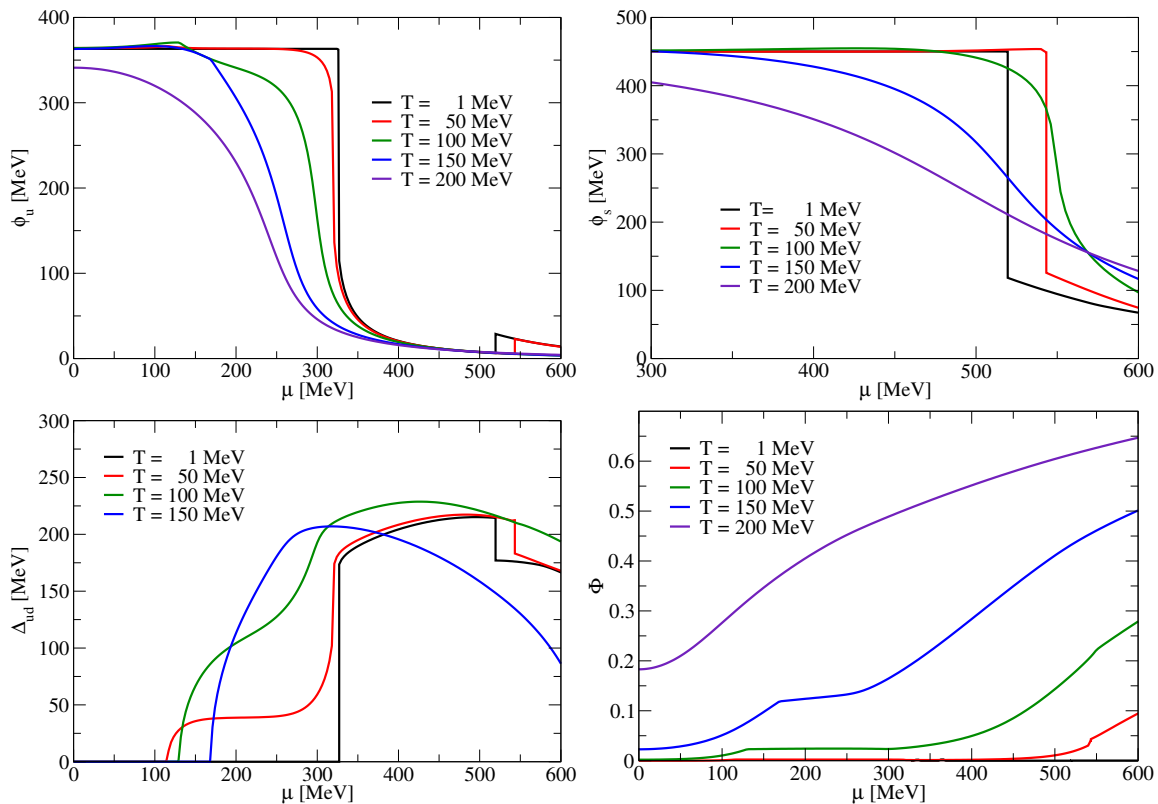 400
300
200
100
0
ϕu [MeV]
T = 1 MeV
T = 50 MeV
T = 100 MeV
T = 150 MeV
T = 200 MeV
0 100 200 300 400 500 600
μ [MeV]
500
400
300
200
100
0
ϕs [MeV]
T= 1 MeV
T = 50 MeV
T = 100 MeV
T = 150 MeV
T = 200 MeV
300 400 500 600
μ [MeV]
300
250
200
150
100
50
0
Δud [MeV]
T = 1 MeV
T = 50 MeV
T = 100 MeV
T = 150 MeV
0 100 200 300 400 500 600
μ [MeV]
0.6
0.5
0.4
0.3
0.2
0.1
0
Φ
T = 1 MeV
T = 50 MeV
T = 100 MeV
T = 150 MeV
T = 200 MeV
0 100 200 300 400 500 600
μ [MeV]